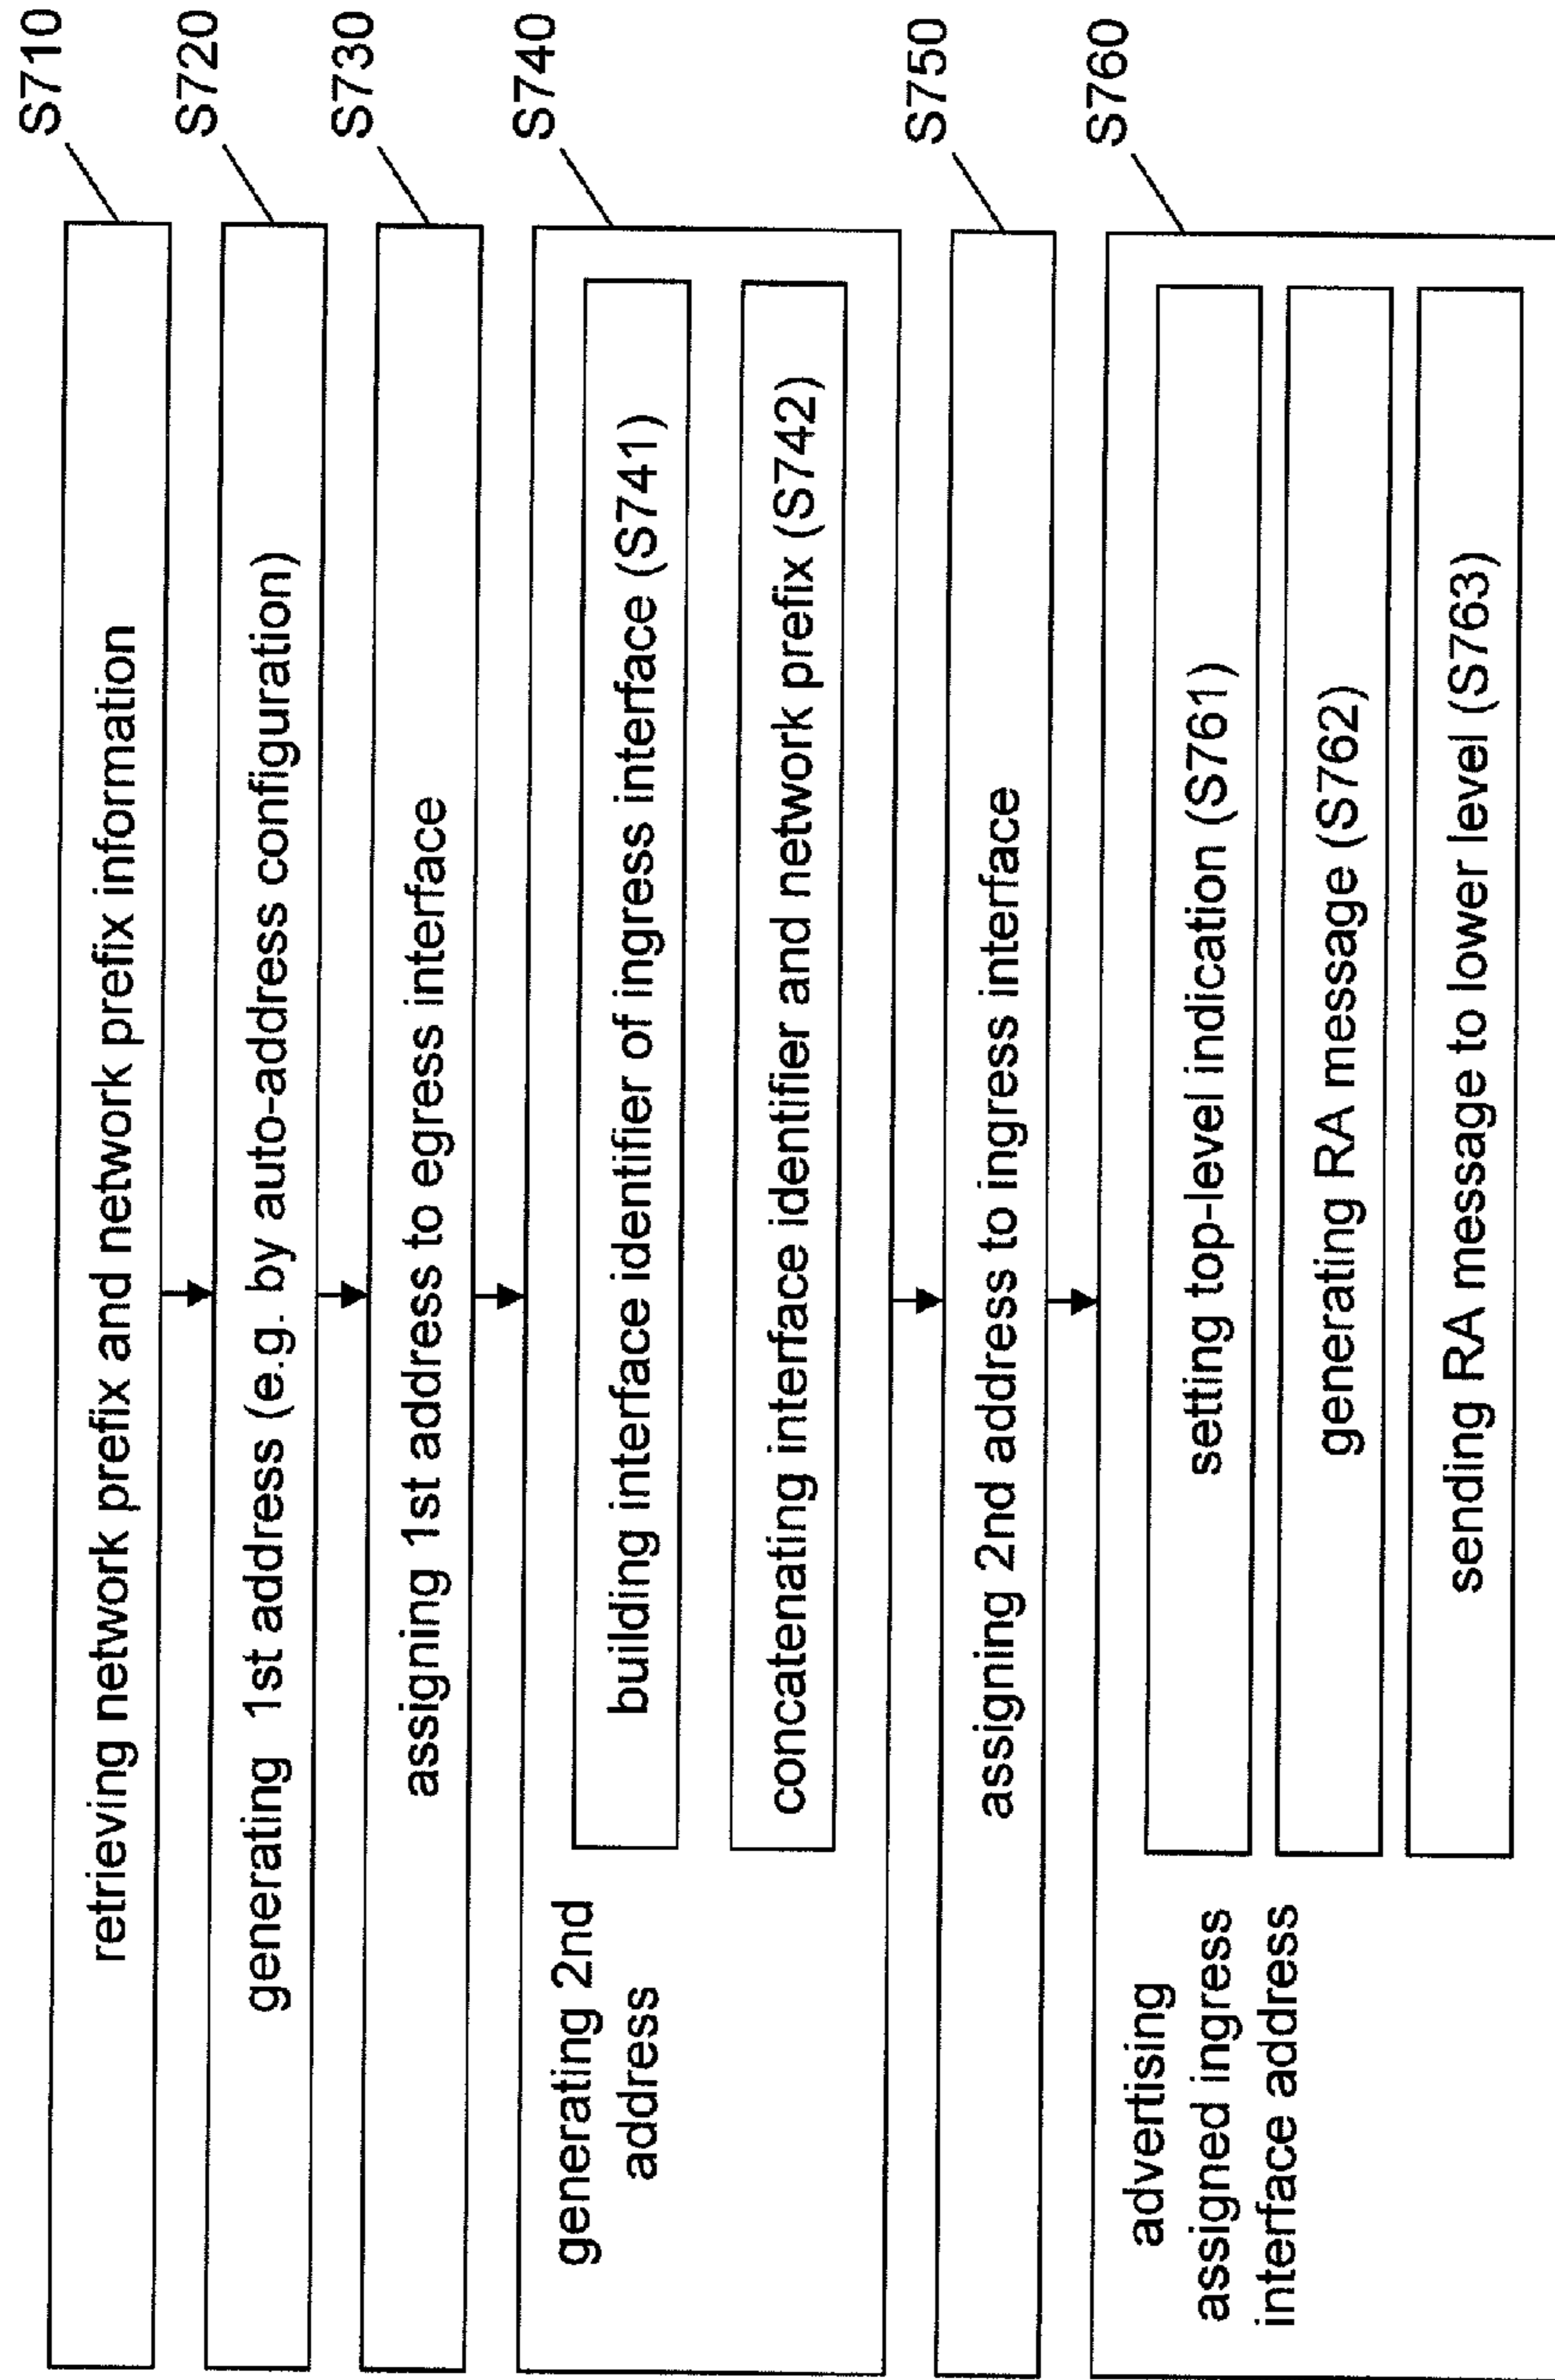 S710
retrieving network prefix and network prefix information
S720
generating 1st address (e.g. by auto-address configuration)
S730
assigning 1st address to egress interface
S740
generating 2nd
address
building interface identifier of ingress interface (S741)
concatenating interface identifier and network prefix (S742)
S750
assigning 2nd address to ingress interface
S760
advertising
assigned ingress
interface address
setting top-level indication (S761)
generating RA message (S762)
sending RA message to lower level (S763)